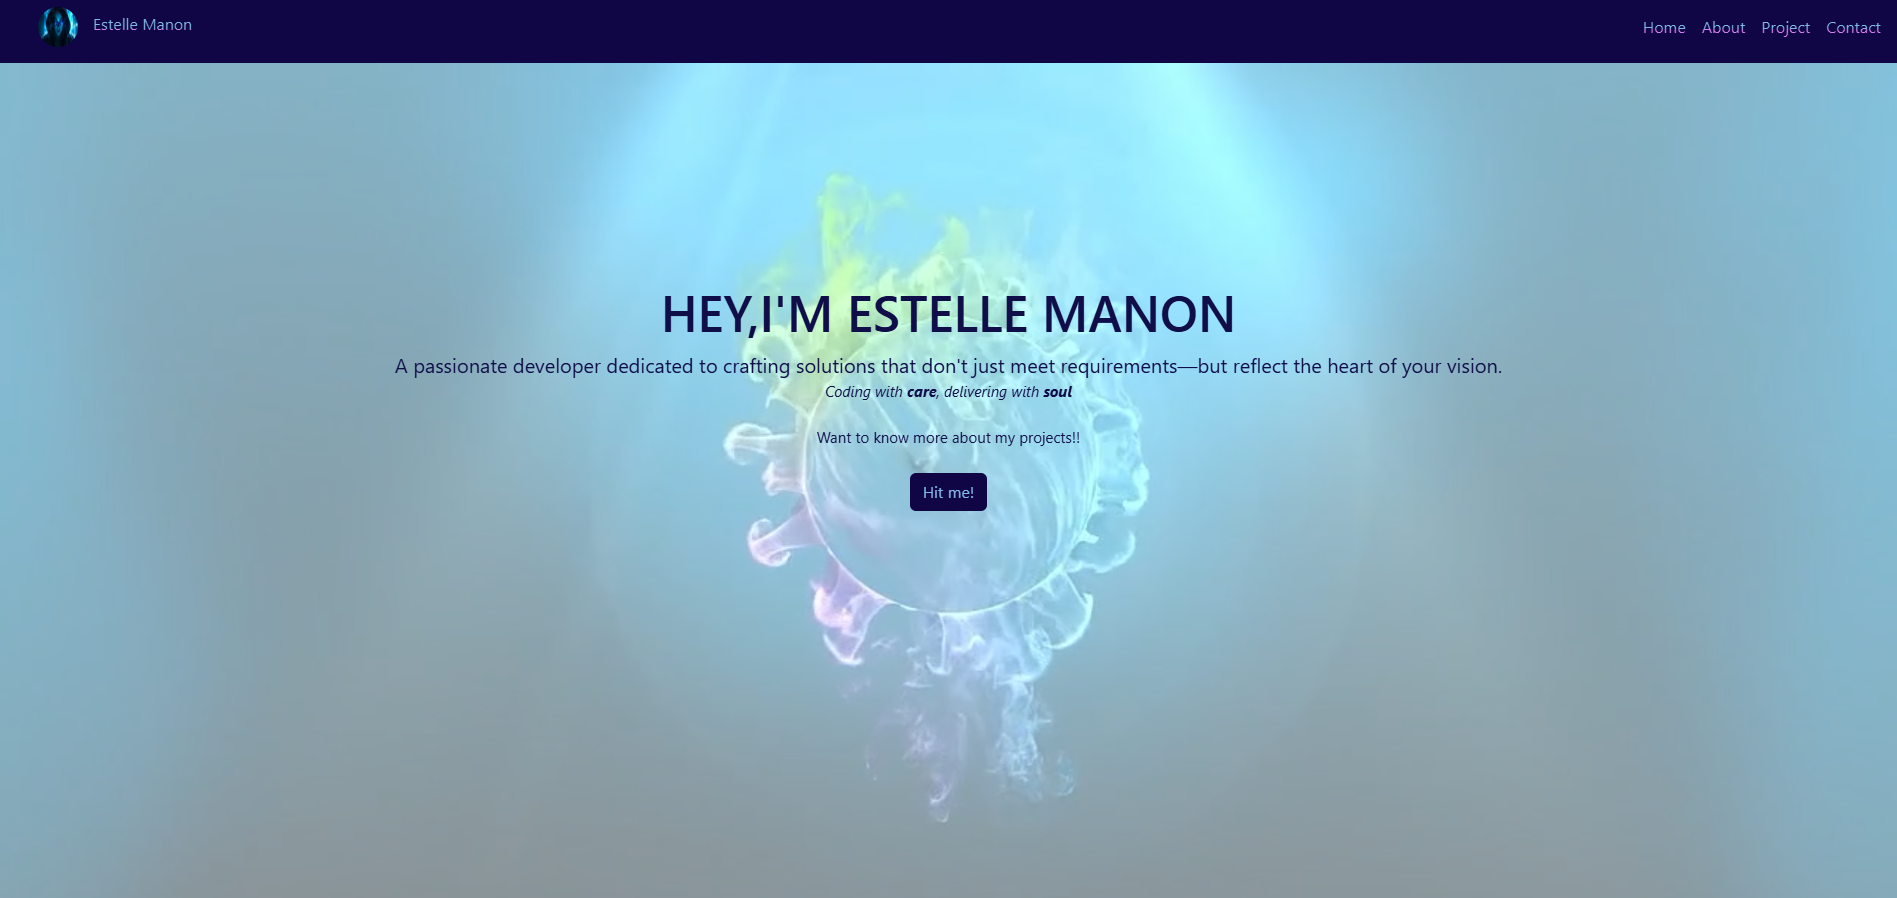 Estelle Manon
Home About Project Contact
HEY,I'M ESTELLE MANON
A passionate developer dedicated to crafting solutions that don't just meet requirements—but reflect the heart of your vision.
Coding with care, delivering with soul
Want to know more about my projects!!
Hit me!